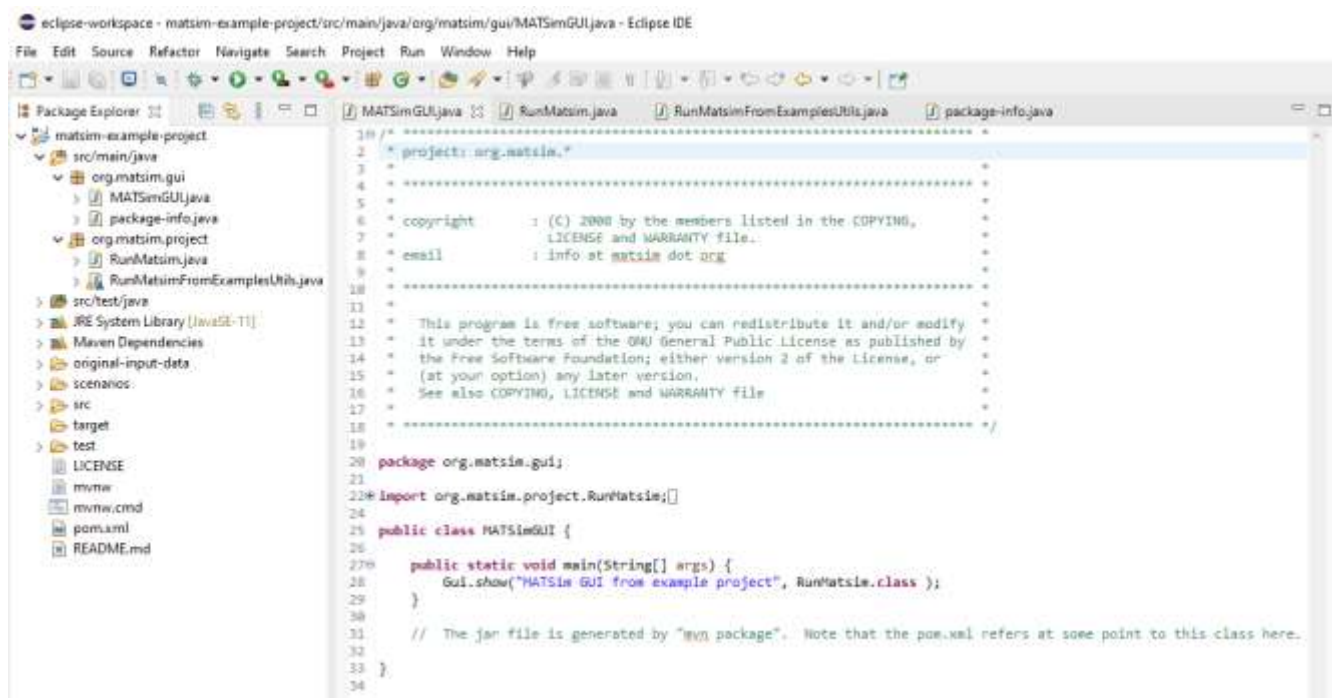 eclipse-workspace - matsim-example-project/src/main/java/org/matsim/gui/MATSimGUI.java - Eclipse IDE
File Edit Source Refactor Navigate Search Project Run Window Help
Package Explorer
matsim-example-project
src/main/java
org.matsim.gui
MATSimGUI.java
package-info.java
org.matsim.project
RunMatsim.java
RunMatsimFromExamplesUtils.java
src/test/java
JRE System Library [JavaSE-11]
Maven Dependencies
original-input-data
scenarios
src
target
test
LICENSE
mvnw
mvnw.cmd
pom.xml
README.md
MATSimGUI.java RunMatsim.java RunMatsimFromExamplesUtils.java package-info.java
1 /* *********************************************************************** *
2 * project: org.matsim.*
3 * *
4 * *********************************************************************** *
5 * *
6 * copyright : (C) 2008 by the members listed in the COPYING, *
7 * LICENSE and WARRANTY file. *
8 * email : info at matsim dot org *
9 * *
10 * *********************************************************************** *
11 * *
12 * This program is free software; you can redistribute it and/or modify *
13 * it under the terms of the GNU General Public License as published by *
14 * the Free Software Foundation; either version 2 of the License, or *
15 * (at your option) any later version. *
16 * See also COPYING, LICENSE and WARRANTY file *
17 * *
18 * *********************************************************************** */
19
20 package org.matsim.gui;
21
22 import org.matsim.project.RunMatsim;
24
25 public class MATSimGUI {
26
27 public static void main(String[] args) {
28 Gui.show("MATSim GUI from example project", RunMatsim.class );
29 }
30
31 // The jar file is generated by "mvn package". Note that the pom.xml refers at some point to this class here.
32
33 }
34